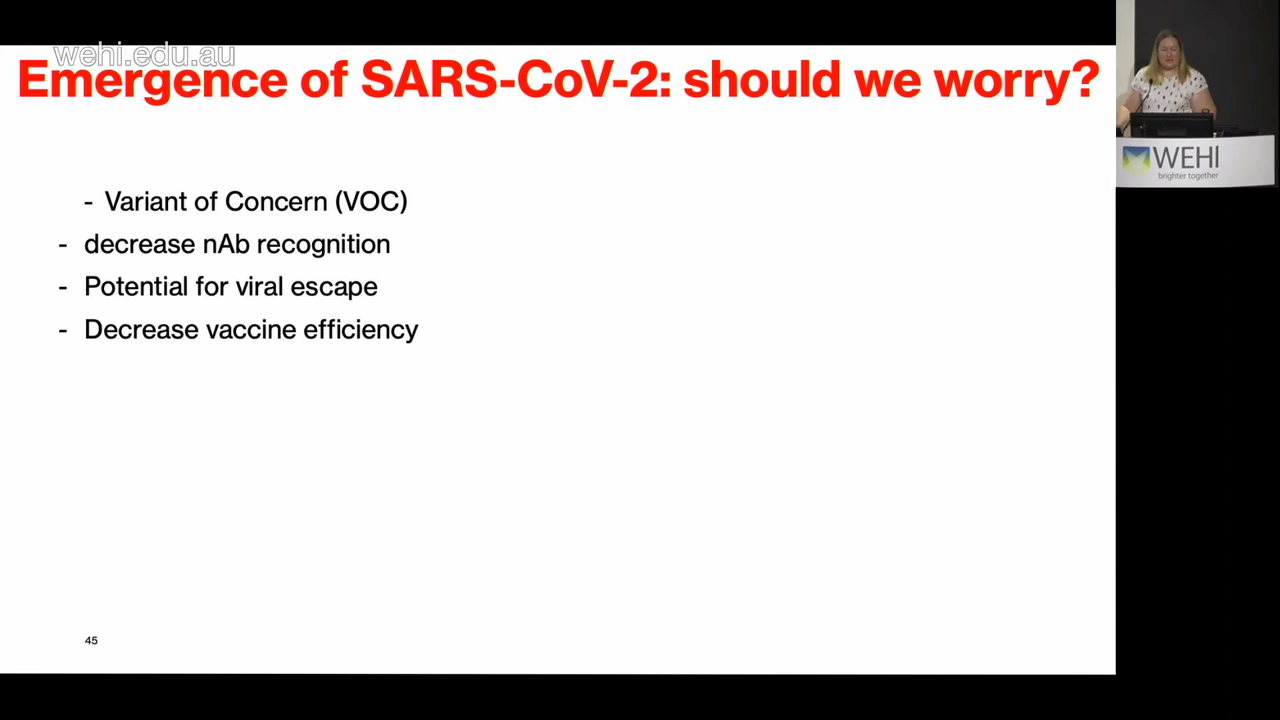 wehi.edu.au
Emergence of SARS-CoV-2: should we worry?
- Variant of Concern (VOC)
- decrease nAb recognition
- Potential for viral escape
- Decrease vaccine efficiency
45
WEHI
brighter together